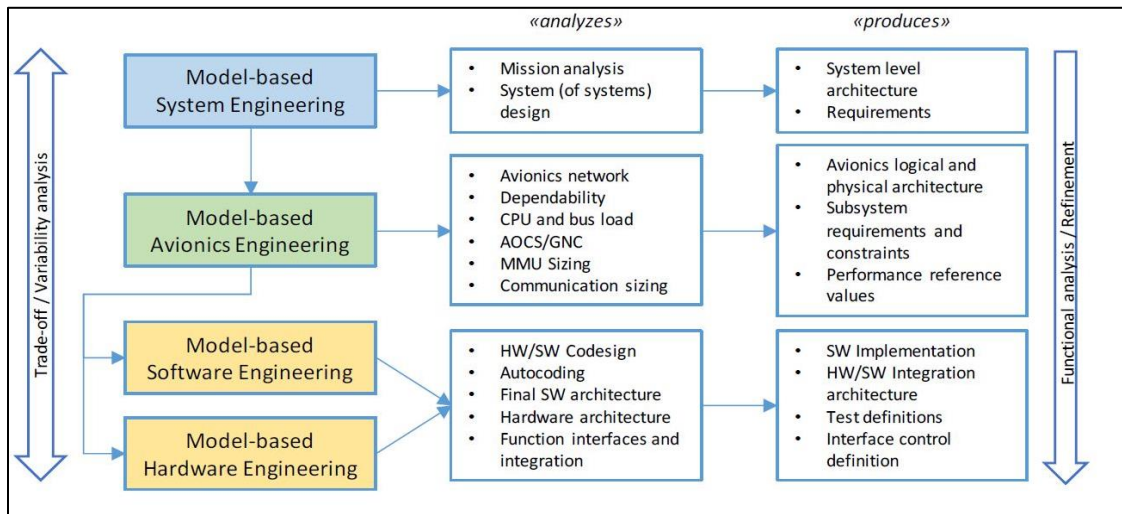 «analyzes»
«produces»
Trade-off / Variability analysis
Model-based
System Engineering
• Mission analysis
• System (of systems)
design
• System level
architecture
• Requirements
Model-based
Avionics Engineering
• Avionics network
• Dependability
• CPU and bus load
• AOCS/GNC
• MMU Sizing
• Communication sizing
• Avionics logical and
physical architecture
• Subsystem
requirements and
constraints
• Performance reference
values
Model-based
Software Engineering
Model-based
Hardware Engineering
• HW/SW Codesign
• Autocoding
• Final SW architecture
• Hardware architecture
• Function interfaces and
integration
• SW Implementation
• HW/SW Integration
architecture
• Test definitions
• Interface control
definition
Functional analysis / Refinement